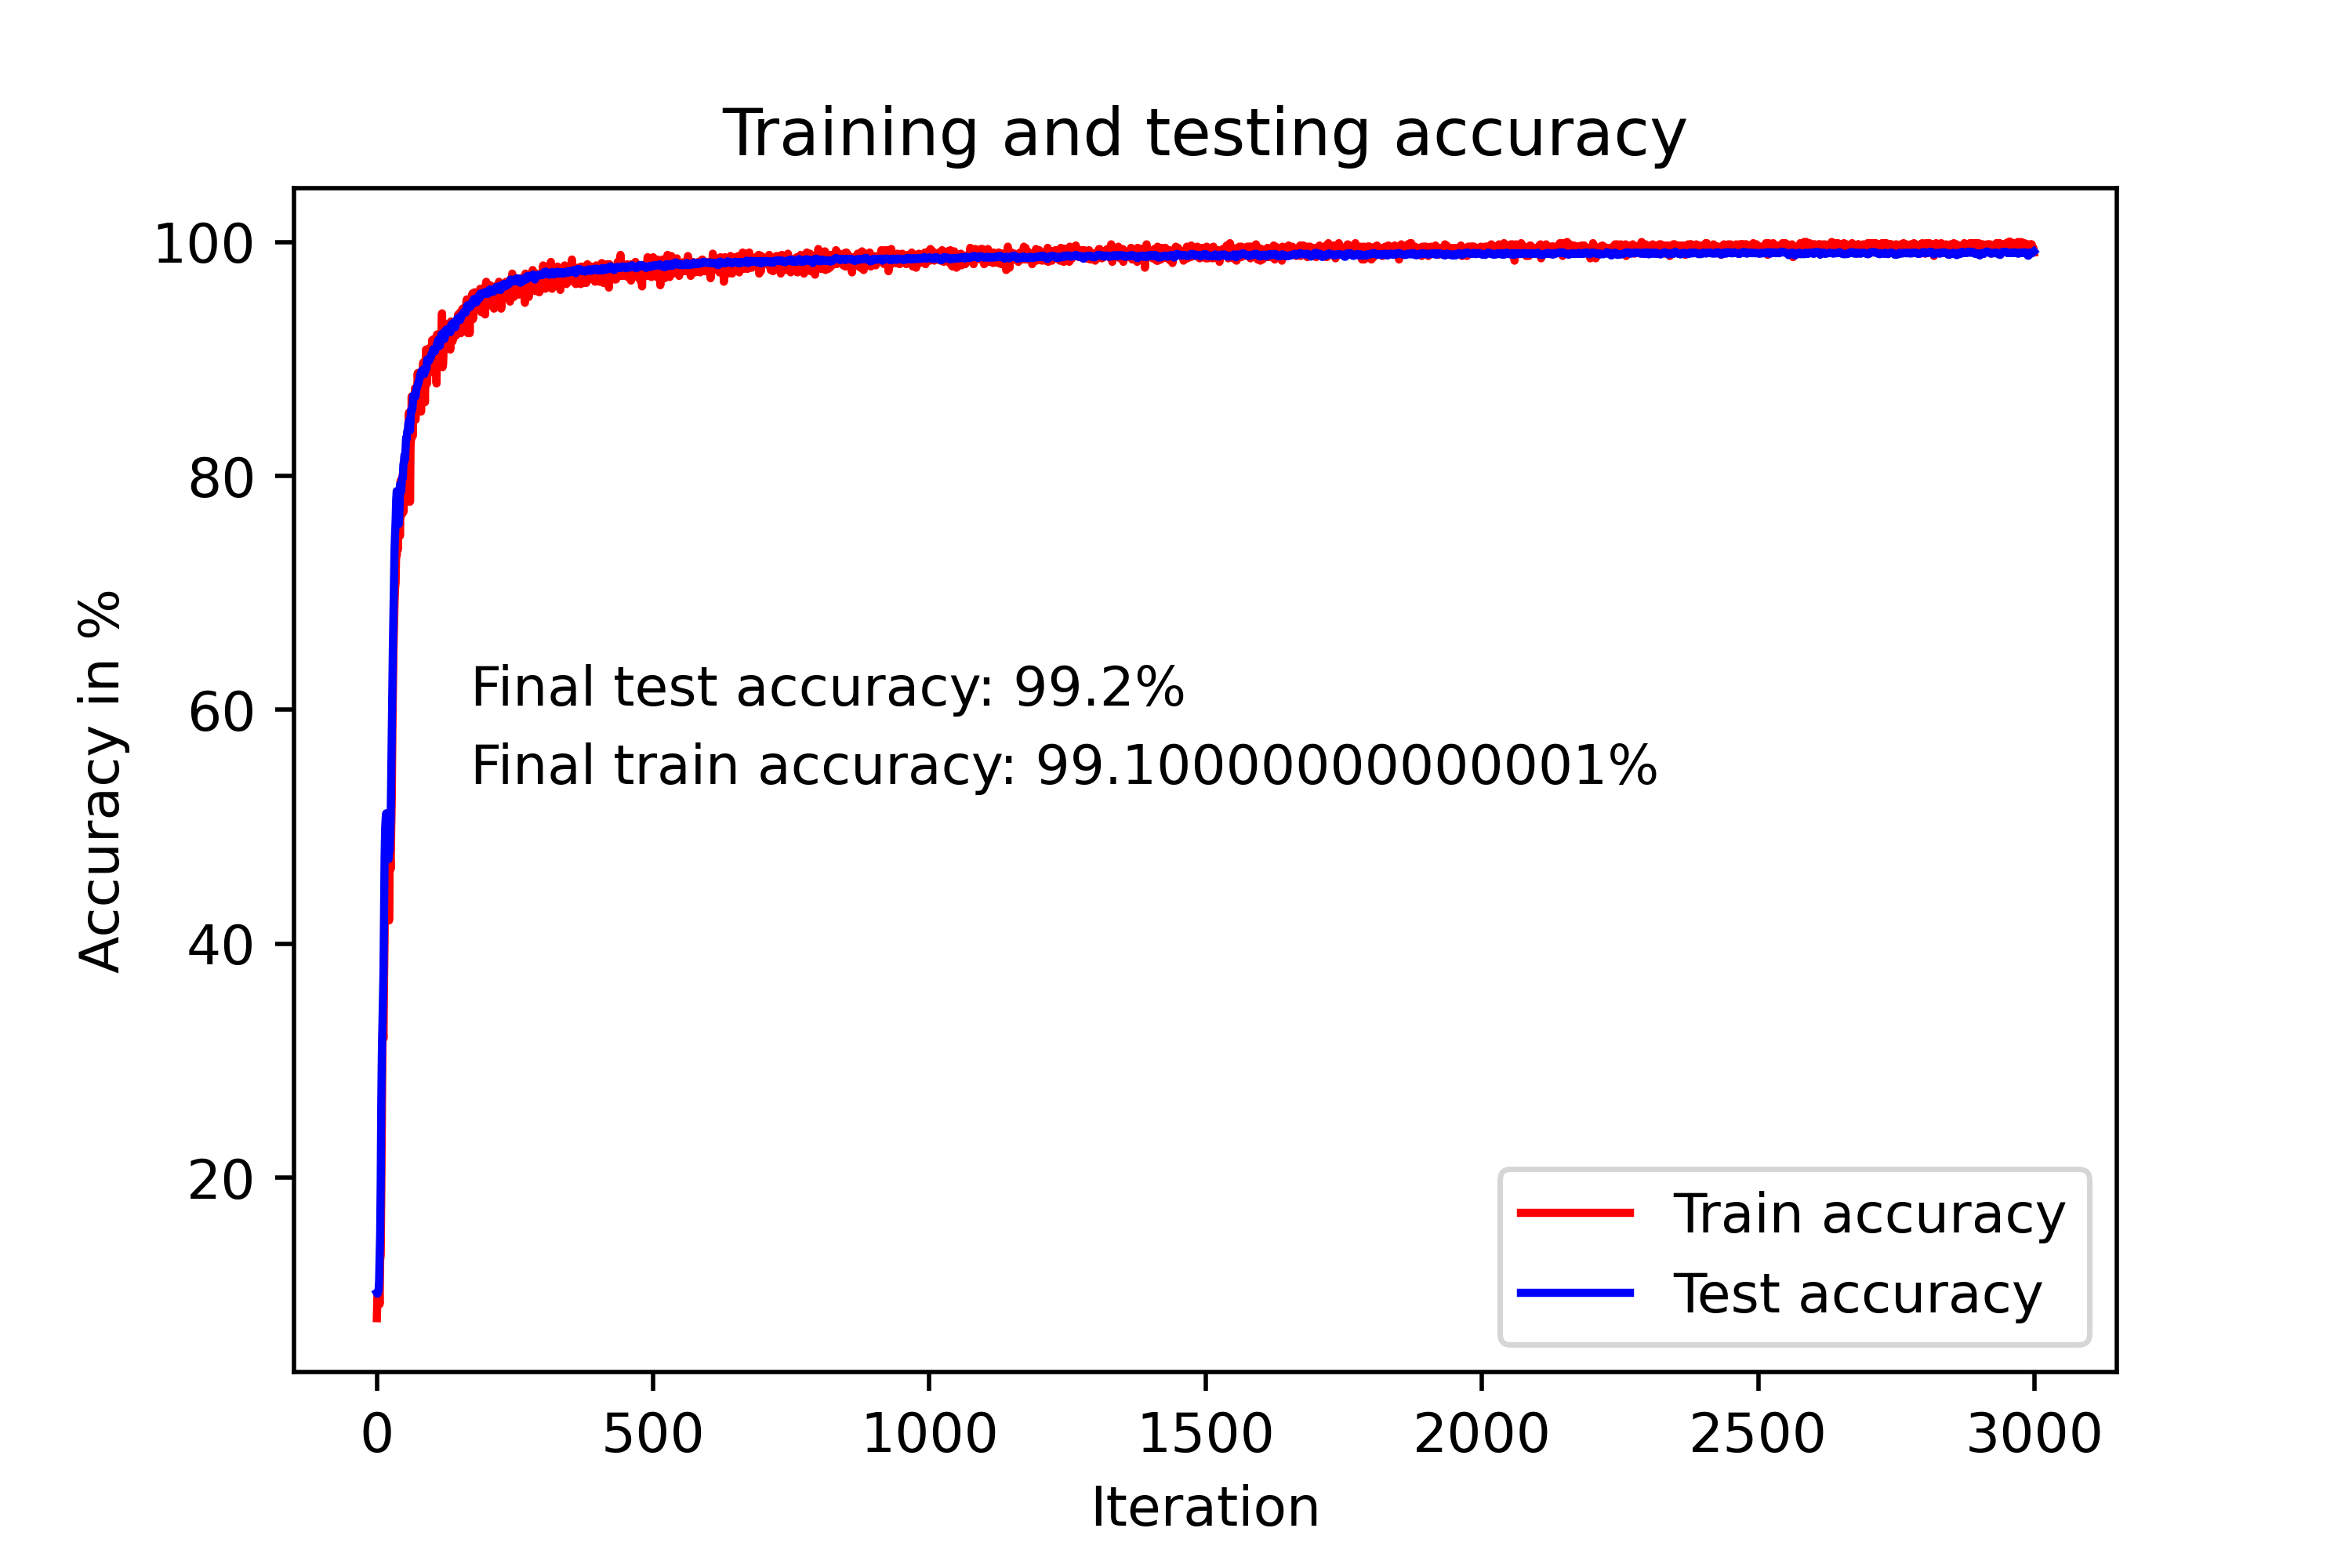 Training and testing accuracy
100
80
60
40
20
Accuracy in %
Final test accuracy: 99.2%
Final train accuracy: 99.10000000000001%
Train accuracy
Test accuracy
0 500 1000 1500 2000 2500 3000
Iteration